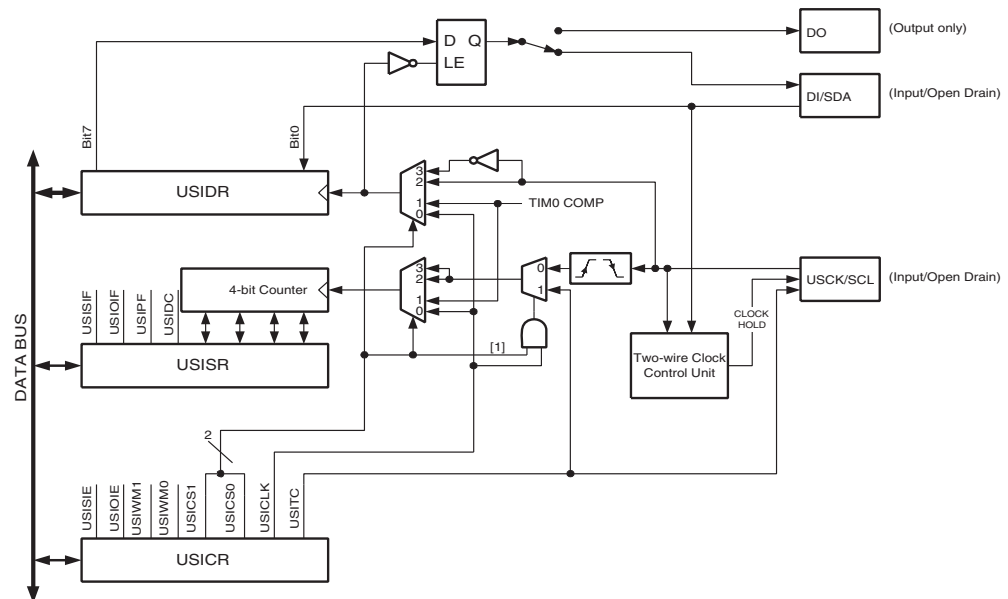 DO
(Output only)
D Q
LE
DI/SDA
(Input/Open Drain)
Bit7
Bit0
USIDR
3
2
1
0
TIM0 COMP
4-bit Counter
3
2
1
0
0
1
USCK/SCL
(Input/Open Drain)
CLOCK
HOLD
Two-wire Clock
Control Unit
[1]
USISIF
USIOIF
USIPF
USIDC
USISR
DATA BUS
2
USISIE
USIOIE
USIWM1
USIWM0
USICS1
USICS0
USICLK
USITC
USICR